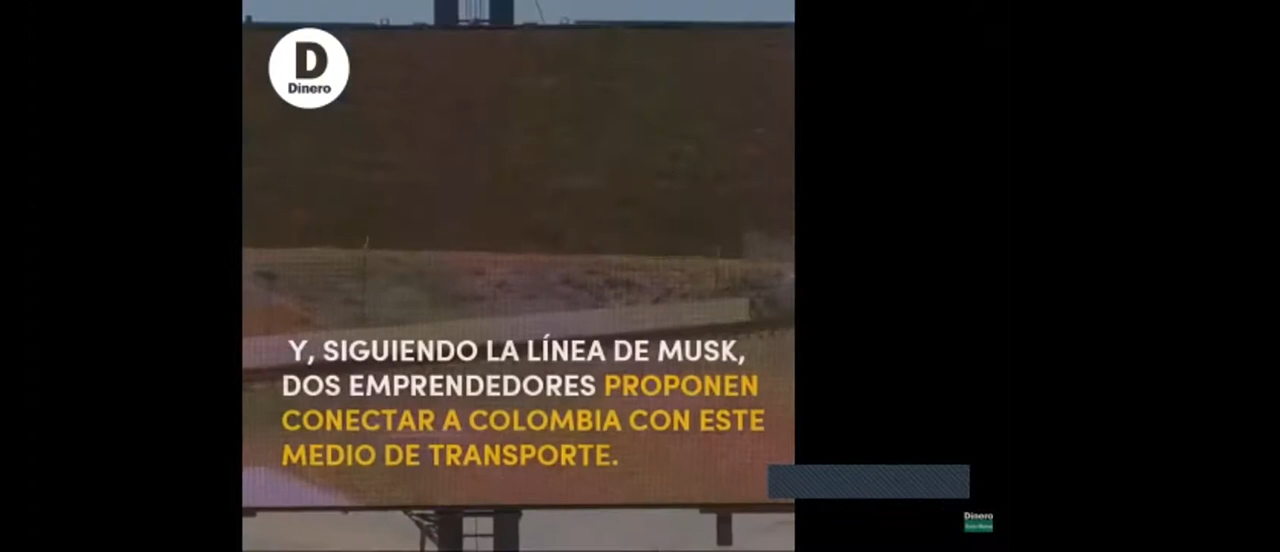 D
Dinero
Y, SIGUIENDO LA LÍNEA DE MUSK,
DOS EMPRENDEDORES PROPONEN
CONECTAR A COLOMBIA CON ESTE
MEDIO DE TRANSPORTE.
Dinero